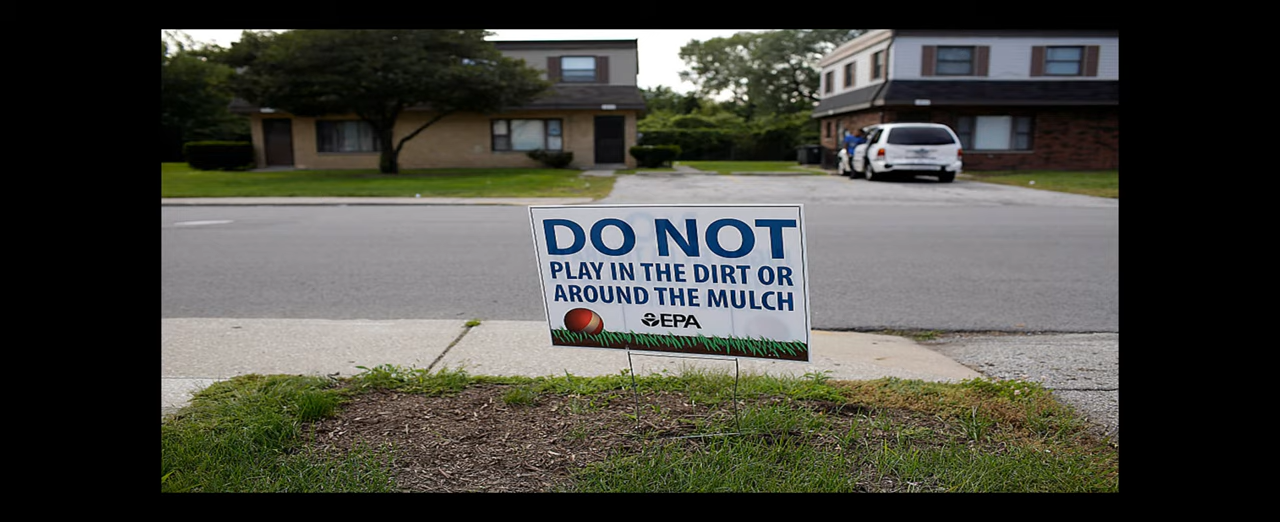 DO NOT
PLAY IN THE DIRT OR
AROUND THE MULCH
EPA